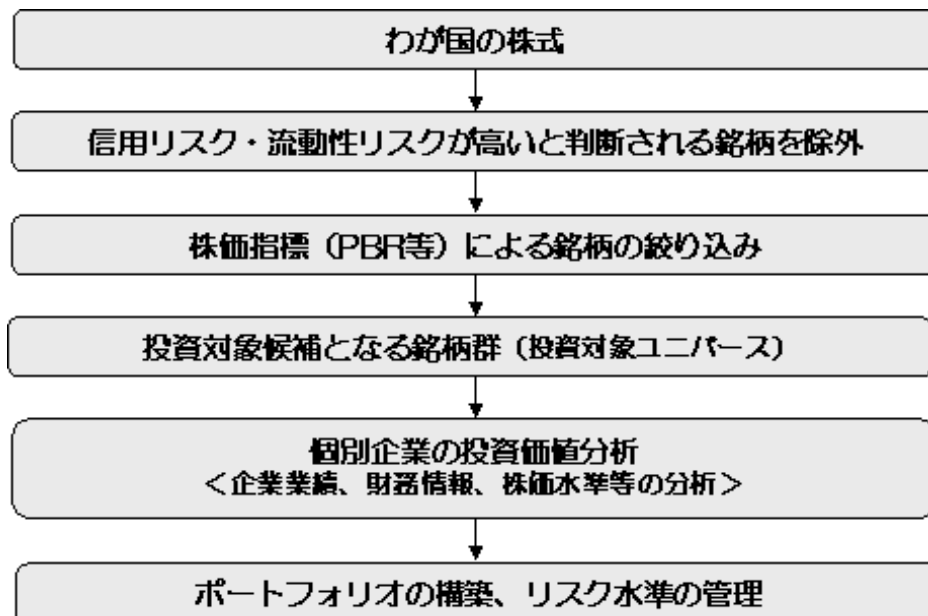 わが国の株式
信用リスク・流動性リスクが高いと判断される銘柄を除外
株価指標（PBR等）による銘柄の絞り込み
投資対象候補となる銘柄群（投資対象ユニバース）
個別企業の投資価値分析
＜企業業績、財務情報、株価水準等の分析＞
ポートフォリオの構築、リスク水準の管理